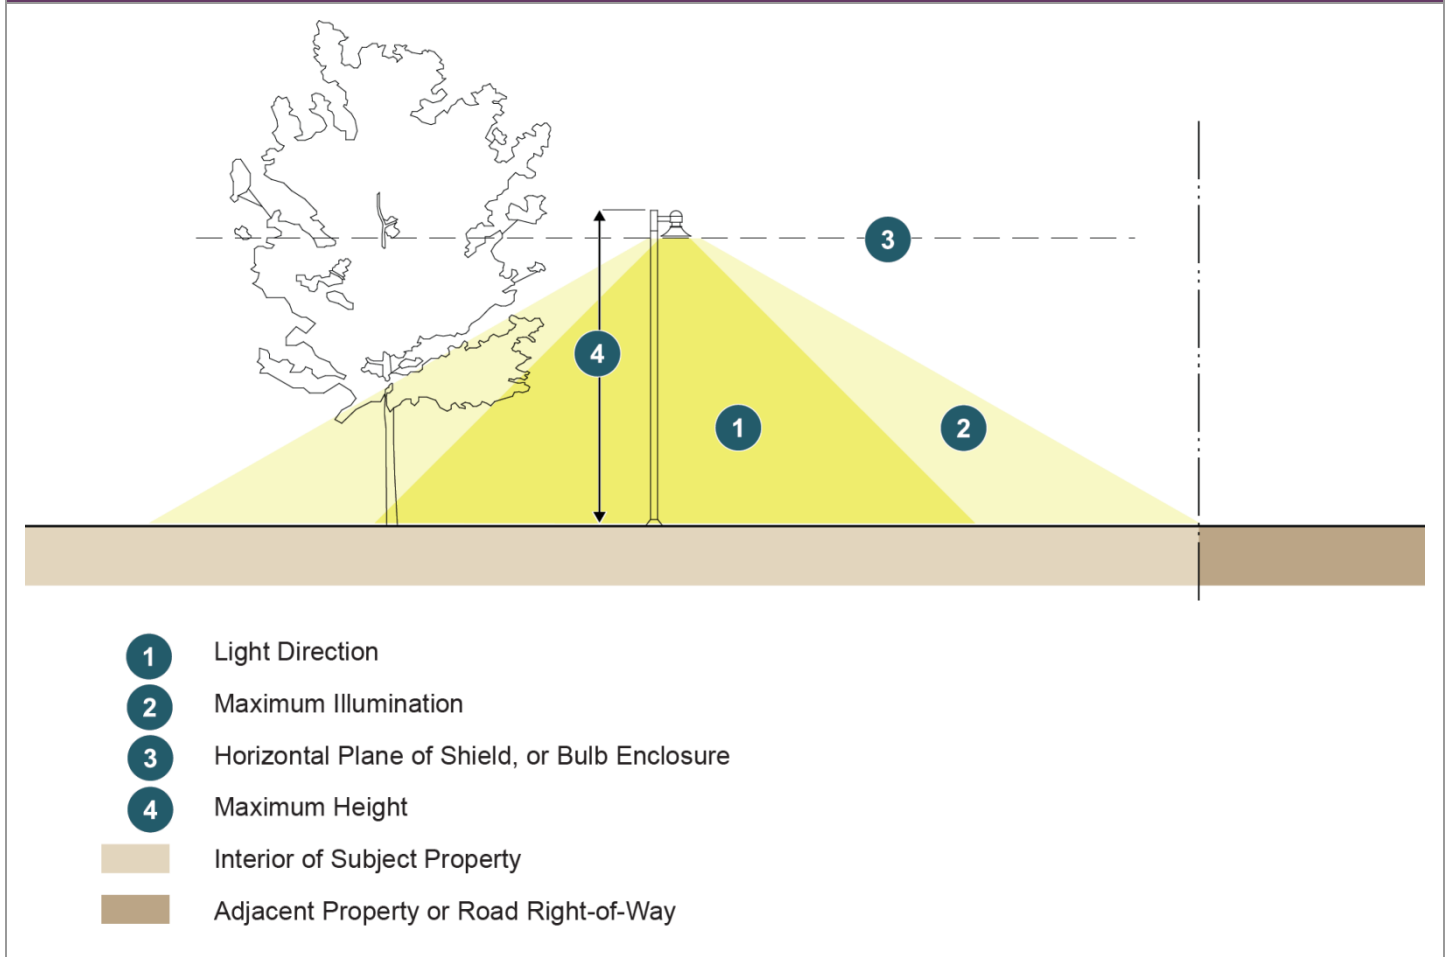 3
4
1
2
1 Light Direction
2 Maximum Illumination
3 Horizontal Plane of Shield, or Bulb Enclosure
4 Maximum Height
Interior of Subject Property
Adjacent Property or Road Right-of-Way